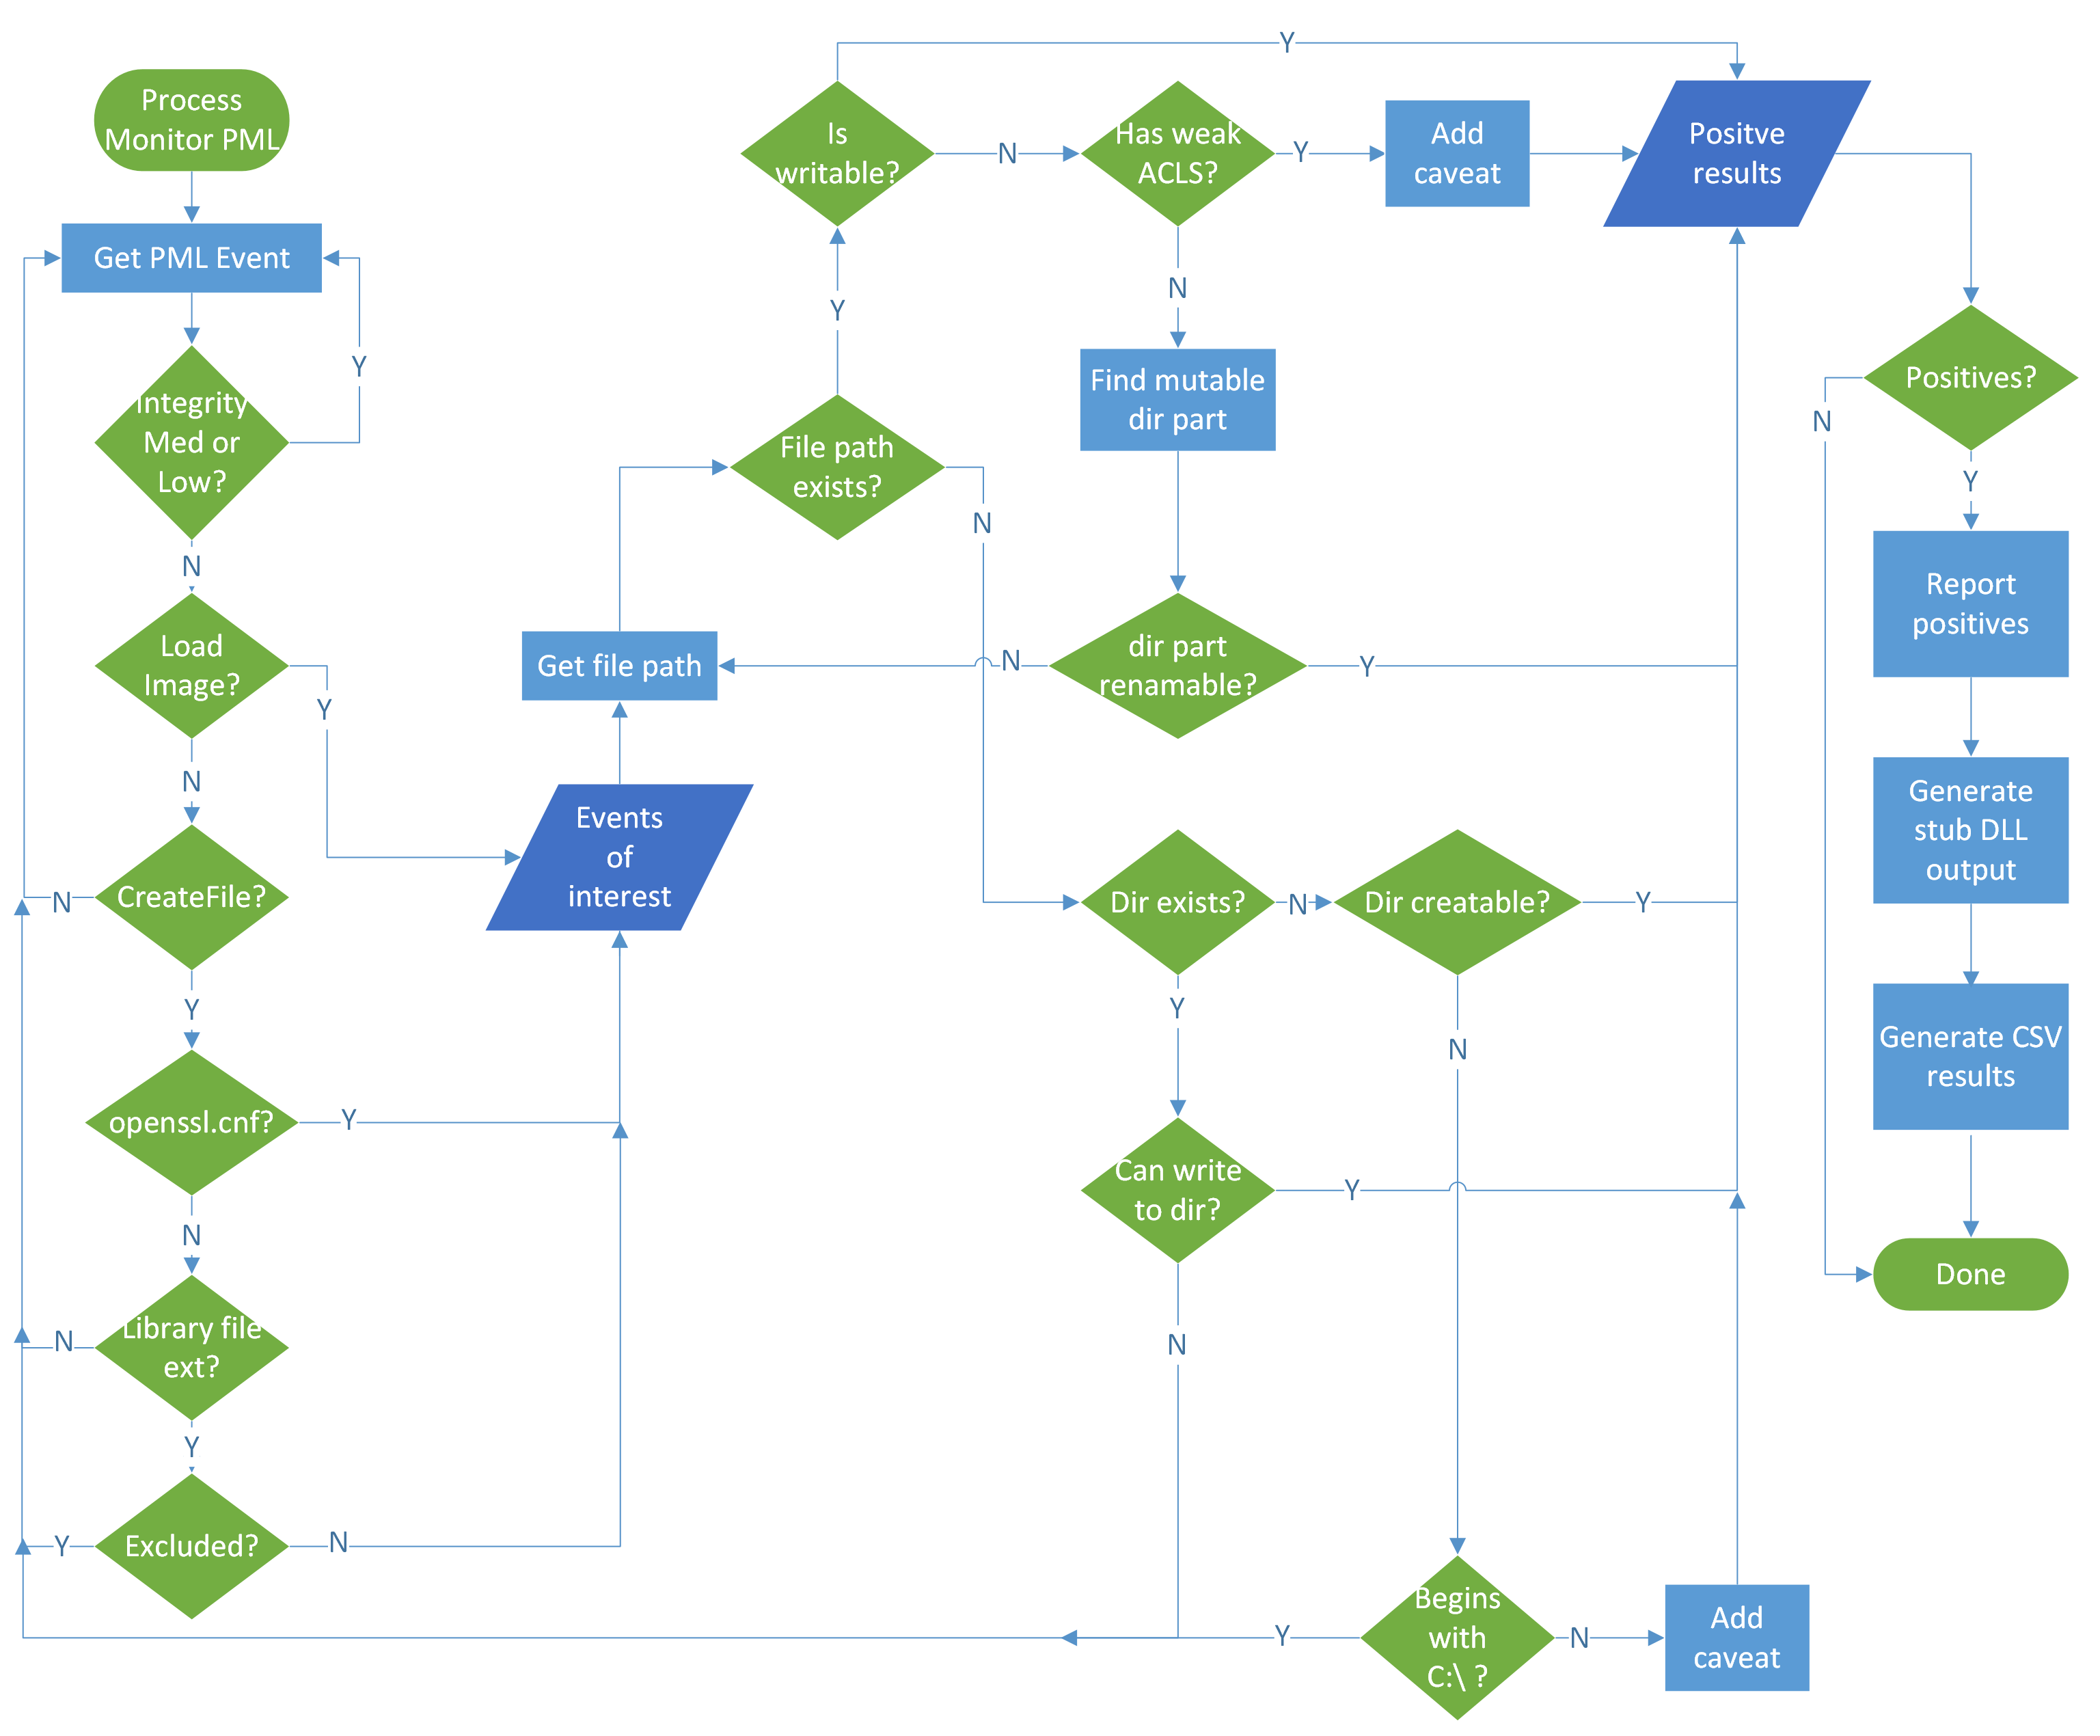 Process
Monitor PML
Get PML Event
Y
Integrity
Med or
Low?
N
Load
Image?
Y
N
CreateFile?
N
Y
openssl.cnf?
Y
N
Library file
ext?
N
Y
Excluded?
Y
N
Events
of
interest
Get file path
File path
exists?
Y
N
Is
writable?
Y
N
Has weak
ACLS?
Y
N
Add
caveat
Find mutable
dir part
dir part
renamable?
N
Y
Dir exists?
N
Y
Dir creatable?
Y
N
Can write
to dir?
Y
N
Begins
with
C:\ ?
Y
N
Add
caveat
Positve
results
Positives?
N
Y
Report
positives
Generate
stub DLL
output
Generate CSV
results
Done